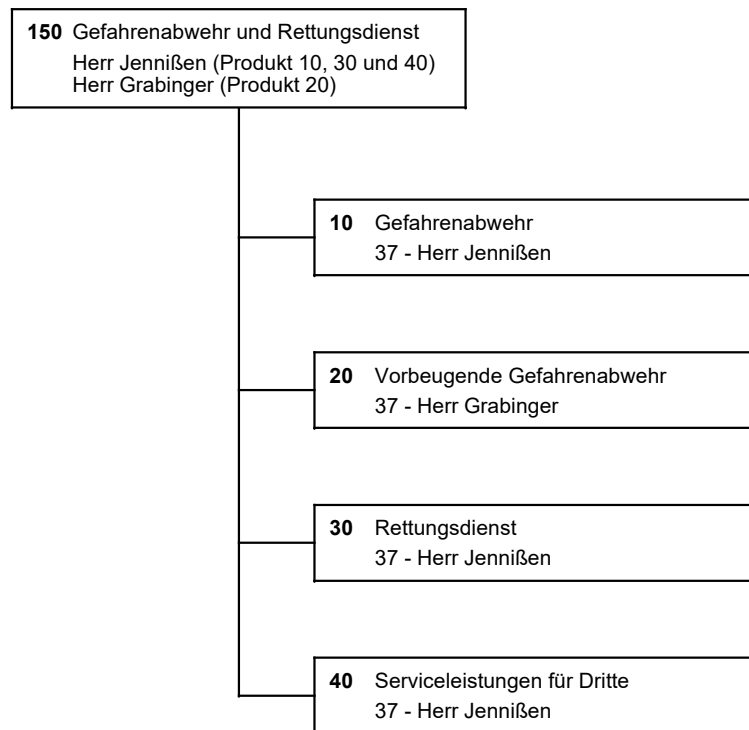 150 Gefahrenabwehr und Rettungsdienst
Herr Jennißen (Produkt 10, 30 und 40)
Herr Grabinger (Produkt 20)
10 Gefahrenabwehr
37 - Herr Jennißen
20 Vorbeugende Gefahrenabwehr
37 - Herr Grabinger
30 Rettungsdienst
37 - Herr Jennißen
40 Serviceleistungen für Dritte
37 - Herr Jennißen